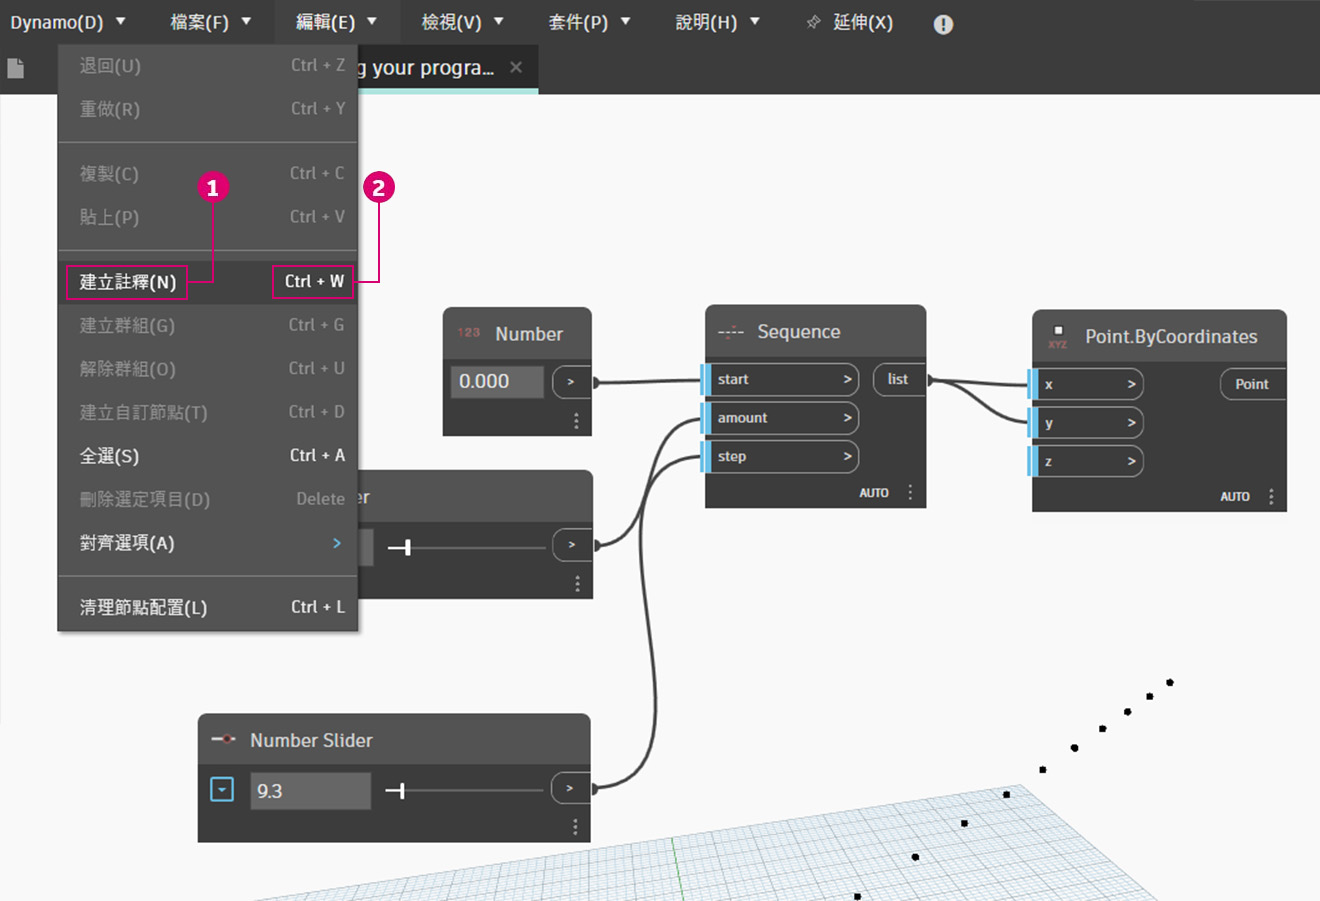 Dynamo(D) 檔案(F) 編輯(E) 檢視(V) 套件(P) 說明(H) 延伸(X)
g your progra...
退回(U) Ctrl + Z
重做(R) Ctrl + Y
複製(C) Ctrl + C
貼上(P) Ctrl + V
1
2
建立註釋(N) Ctrl + W
建立群組(G) Ctrl + G
解除群組(O) Ctrl + U
建立自訂節點(T) Ctrl + D
全選(S) Ctrl + A
刪除選定項目(D) Delete
對齊選項(A) >
清理節點配置(L) Ctrl + L
123 Number
0.000 >
er
>
Number Slider
9.3 >
Sequence
start > list
amount >
step >
AUTO
XYZ Point.ByCoordinates
x > Point
y >
z >
AUTO